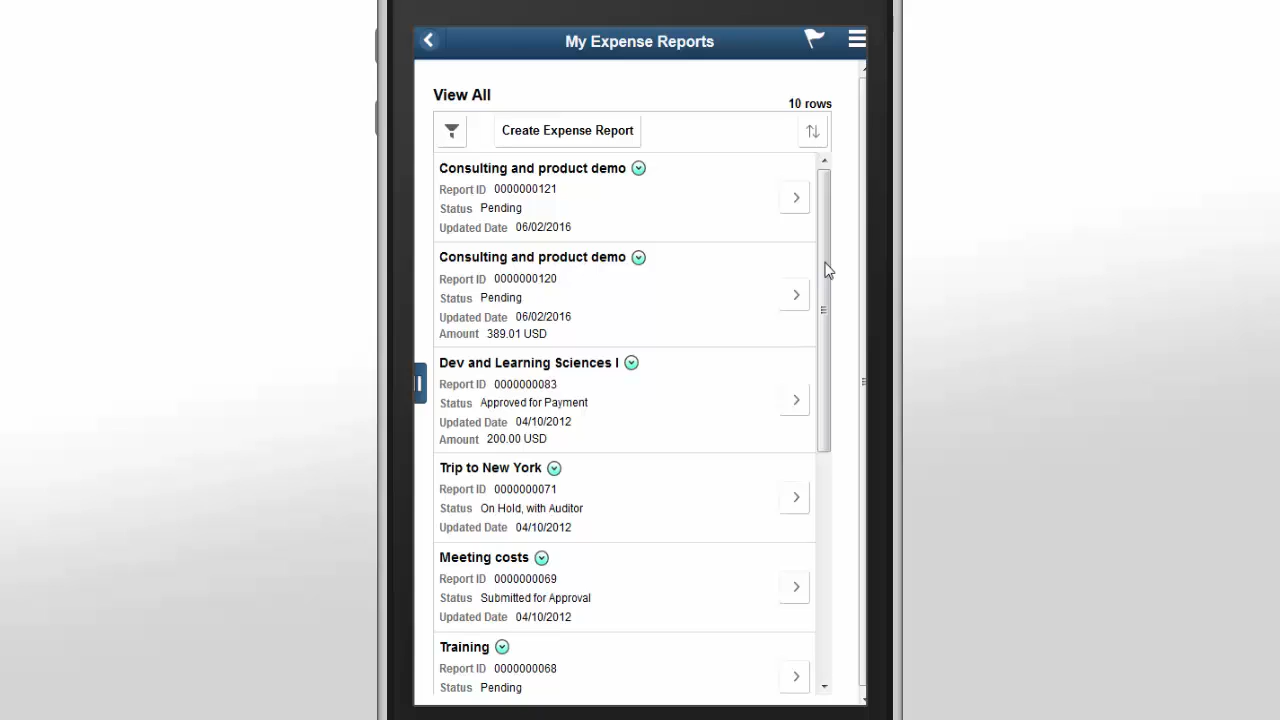 My Expense Reports
View All
10 rows
Create Expense Report
Consulting and product demo
Report ID 0000000121
Status Pending
Updated Date 06/02/2016
Consulting and product demo
Report ID 0000000120
Status Pending
Updated Date 06/02/2016
Amount 389.01 USD
Dev and Learning Sciences I
Report ID 0000000083
Status Approved for Payment
Updated Date 04/10/2012
Amount 200.00 USD
Trip to New York
Report ID 0000000071
Status On Hold, with Auditor
Updated Date 04/10/2012
Meeting costs
Report ID 0000000069
Status Submitted for Approval
Updated Date 04/10/2012
Training
Report ID 0000000068
Status Pending